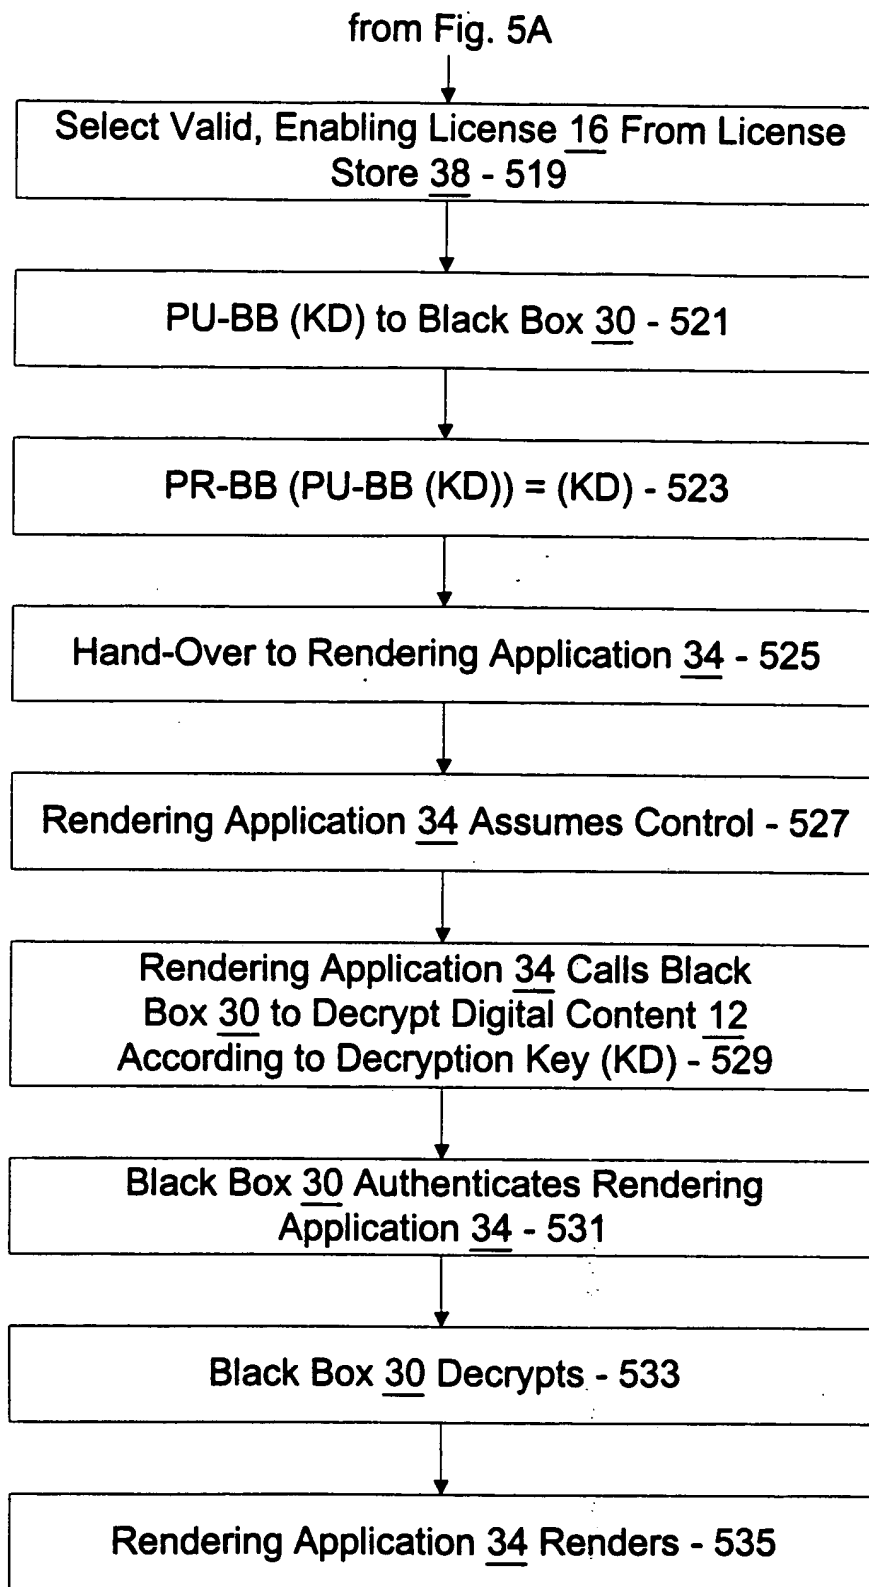 from Fig. 5A
Select Valid, Enabling License 16 From License
Store 38 - 519
PU-BB (KD) to Black Box 30 - 521
PR-BB (PU-BB (KD)) = (KD) - 523
Hand-Over to Rendering Application 34 - 525
Rendering Application 34 Assumes Control - 527
Rendering Application 34 Calls Black
Box 30 to Decrypt Digital Content 12
According to Decryption Key (KD) - 529
Black Box 30 Authenticates Rendering
Application 34 - 531
Black Box 30 Decrypts - 533
Rendering Application 34 Renders - 535